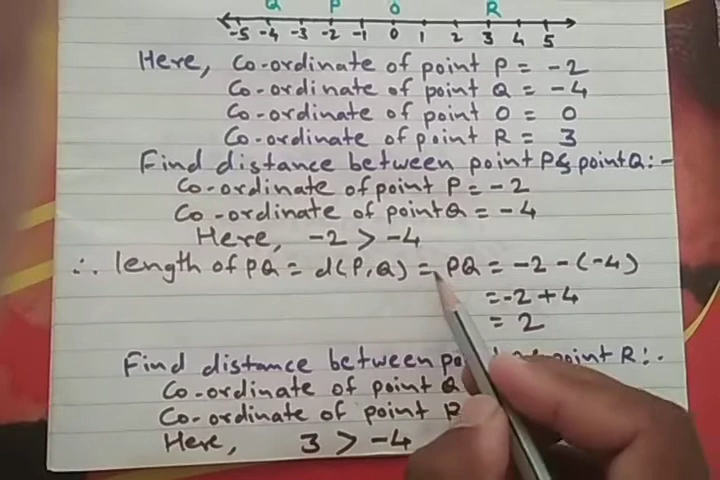 Q P O R
-5 -4 -3 -2 -1 0 1 2 3 4 5
Here, Co-ordinate of point P = -2
Co-ordinate of point Q = -4
Co-ordinate of point O = 0
Co-ordinate of point R = 3
Find distance between point P & point Q:-
Co-ordinate of point P = -2
Co-ordinate of point Q = -4
Here, -2 > -4
∴ length of PQ = d(P,Q) = PQ = -2 - (-4)
= -2 + 4
= 2
Find distance between point R:-
Co-ordinate of point Q
Co-ordinate of point R
Here, 3 > -4